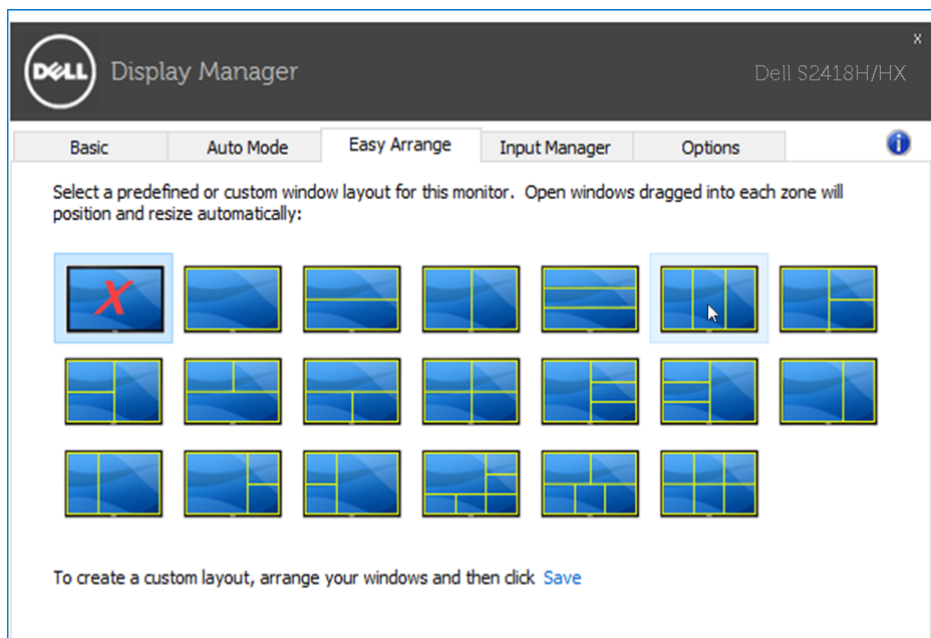 x
DELL Display Manager
Dell S2418H/HX
Basic Auto Mode Easy Arrange Input Manager Options i
Select a predefined or custom window layout for this monitor. Open windows dragged into each zone will
position and resize automatically:
X
To create a custom layout, arrange your windows and then click Save